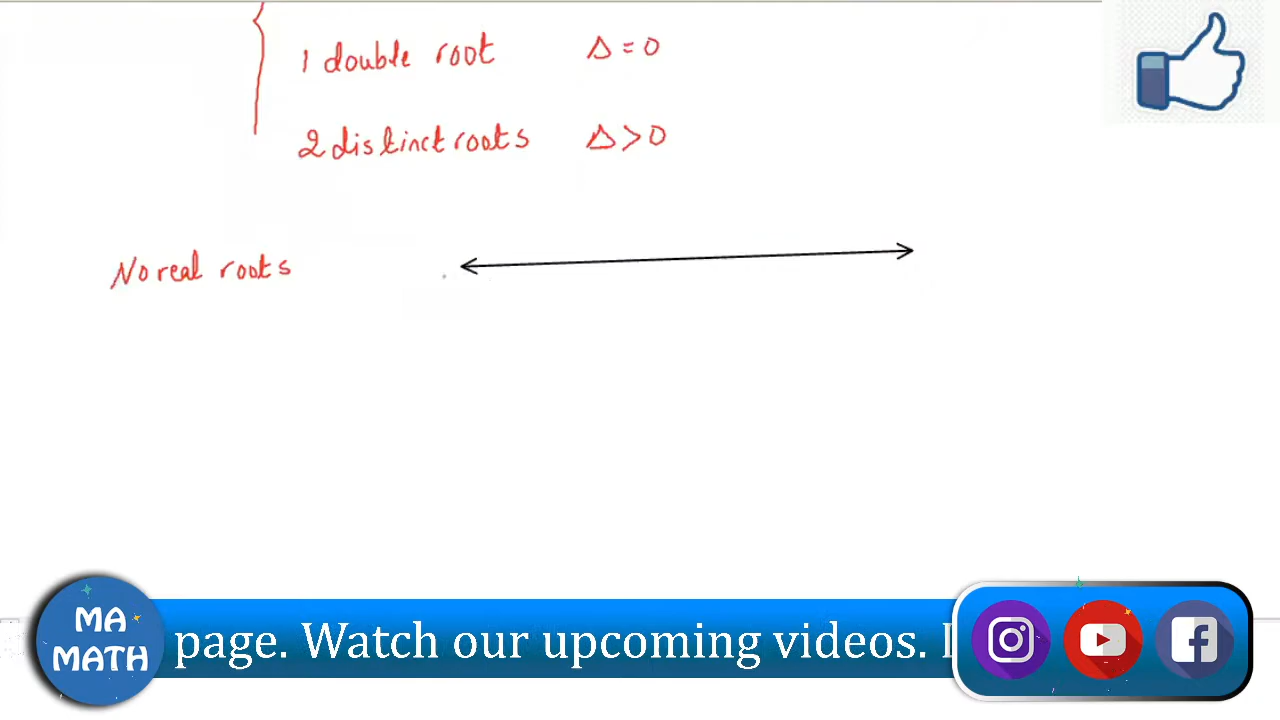 1 double root Δ = 0
2 distinct roots Δ > 0
No real roots
MA
MATH
page. Watch our upcoming videos.